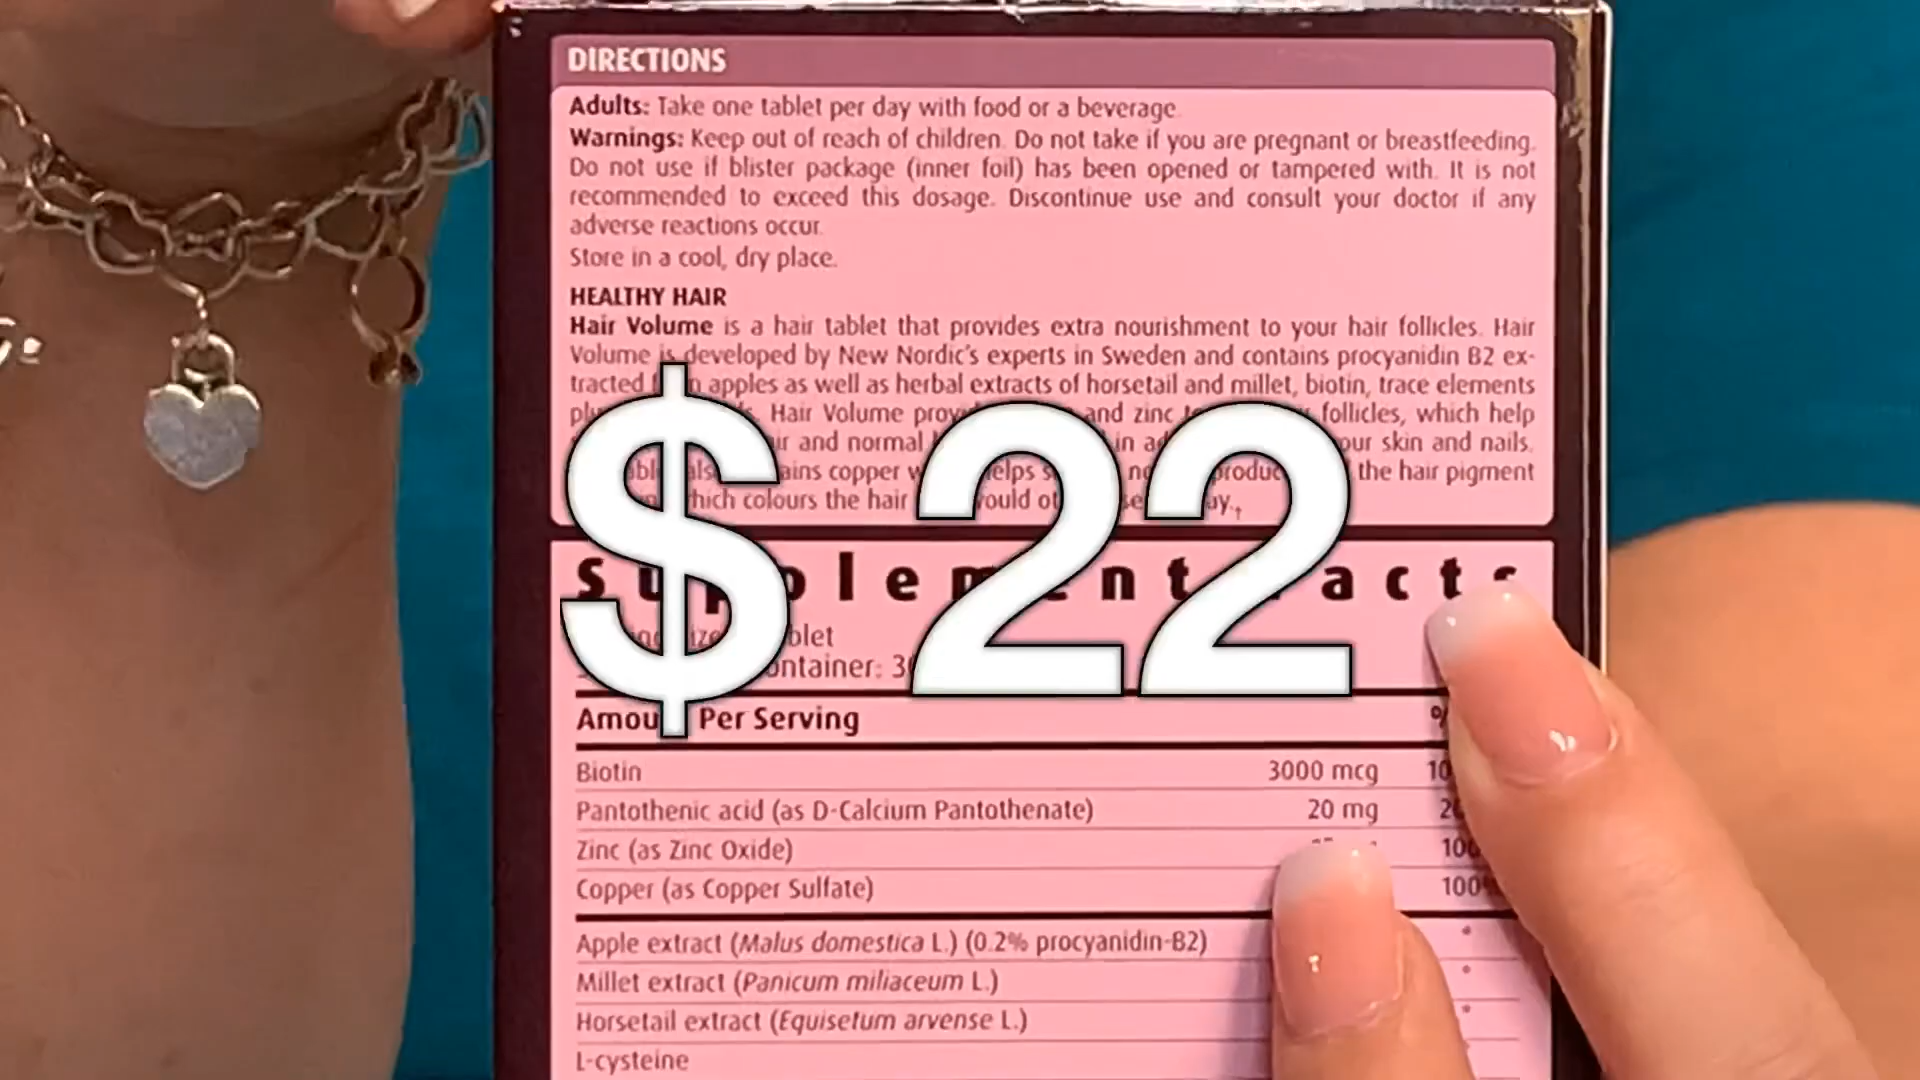 DIRECTIONS
Adults: Take one tablet per day with food or a beverage.
Warnings: Keep out of reach of children. Do not take if you are pregnant or breastfeeding.
Do not use if blister package (inner foil) has been opened or tampered with. It is not
recommended to exceed this dosage. Discontinue use and consult your doctor if any
adverse reactions occur.
Store in a cool, dry place.
HEALTHY HAIR
Hair Volume is a hair tablet that provides extra nourishment to your hair follicles. Hair
Volume is developed by New Nordic's experts in Sweden and contains procyanidin B2 ex-
tracted apples as well as herbal extracts of horsetail and millet, biotin, trace elements
Hair Volume and zinc follicles, which help
and normal skin and nails.
copper the hair pigment
which colours the hair
$ 22
Supplement Facts
Amount Per Serving
Biotin 3000 mcg
Pantothenic acid (as D-Calcium Pantothenate) 20 mg
Zinc (as Zinc Oxide)
Copper (as Copper Sulfate) 100%
Apple extract (Malus domestica L.) (0.2% procyanidin-B2) *
Millet extract (Panicum miliaceum L.) *
Horsetail extract (Equisetum arvense L.) *
L-cysteine